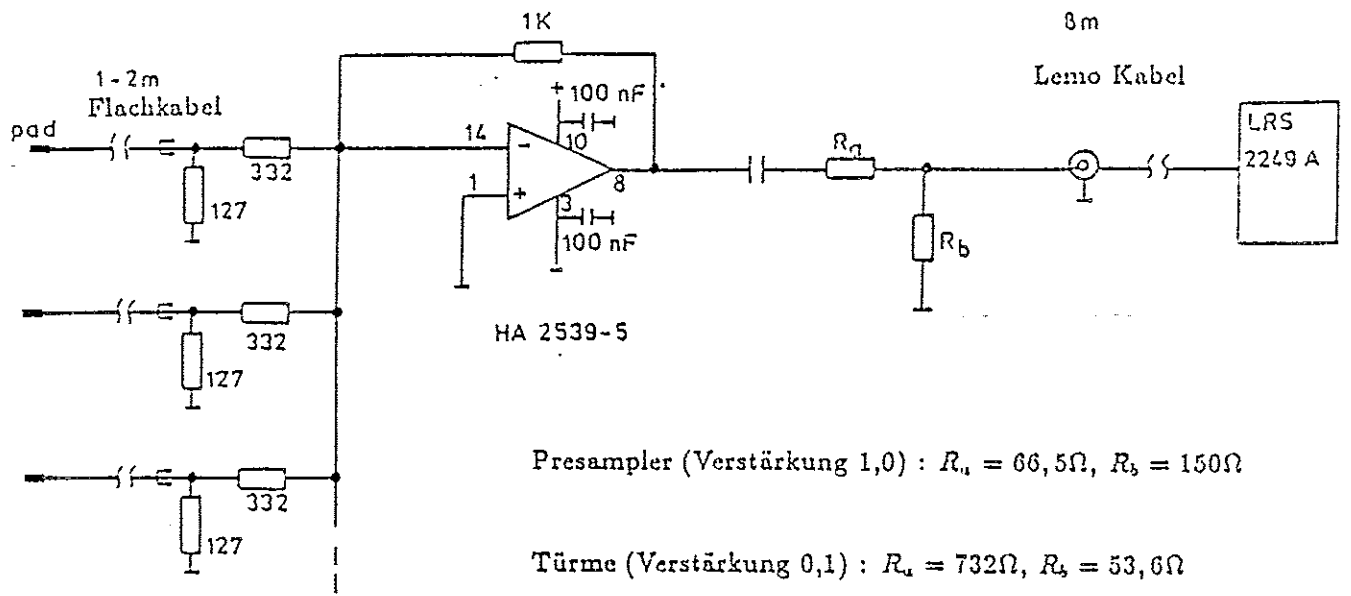 1K
8m
1-2m
Flachkabel
Lemo Kabel
pad
+
100 nF
LRS
2249 A
14
-
10
Ra
332
1
+
8
3
127
100 nF
Rb
332
HA 2539-5
127
Presampler (Verstärkung 1,0) : Ra = 66,5Ω, Rb = 150Ω
332
127
Türme (Verstärkung 0,1) : Ra = 732Ω, Rb = 53,6Ω